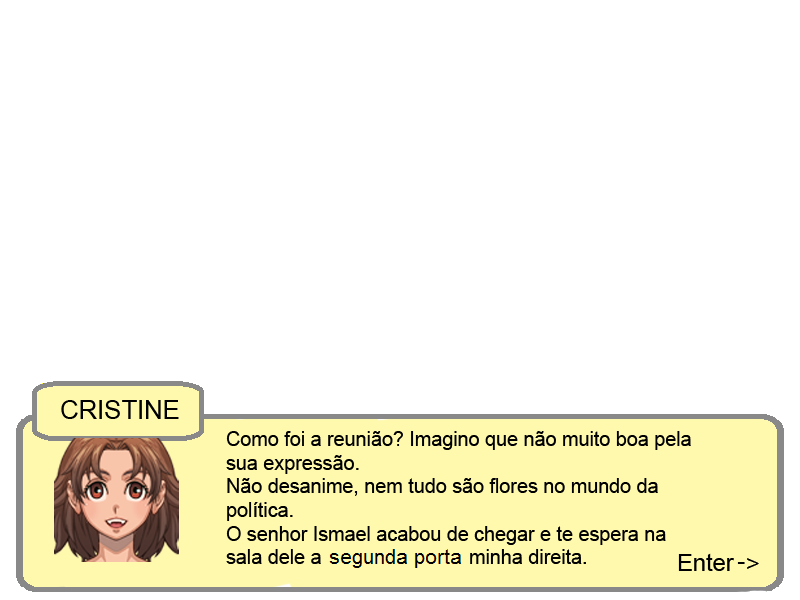 CRISTINE
Como foi a reunião? Imagino que não muito boa pela
sua expressão.
Não desanime, nem tudo são flores no mundo da
política.
O senhor Ismael acabou de chegar e te espera na
sala dele a segunda porta minha direita.
Enter ->